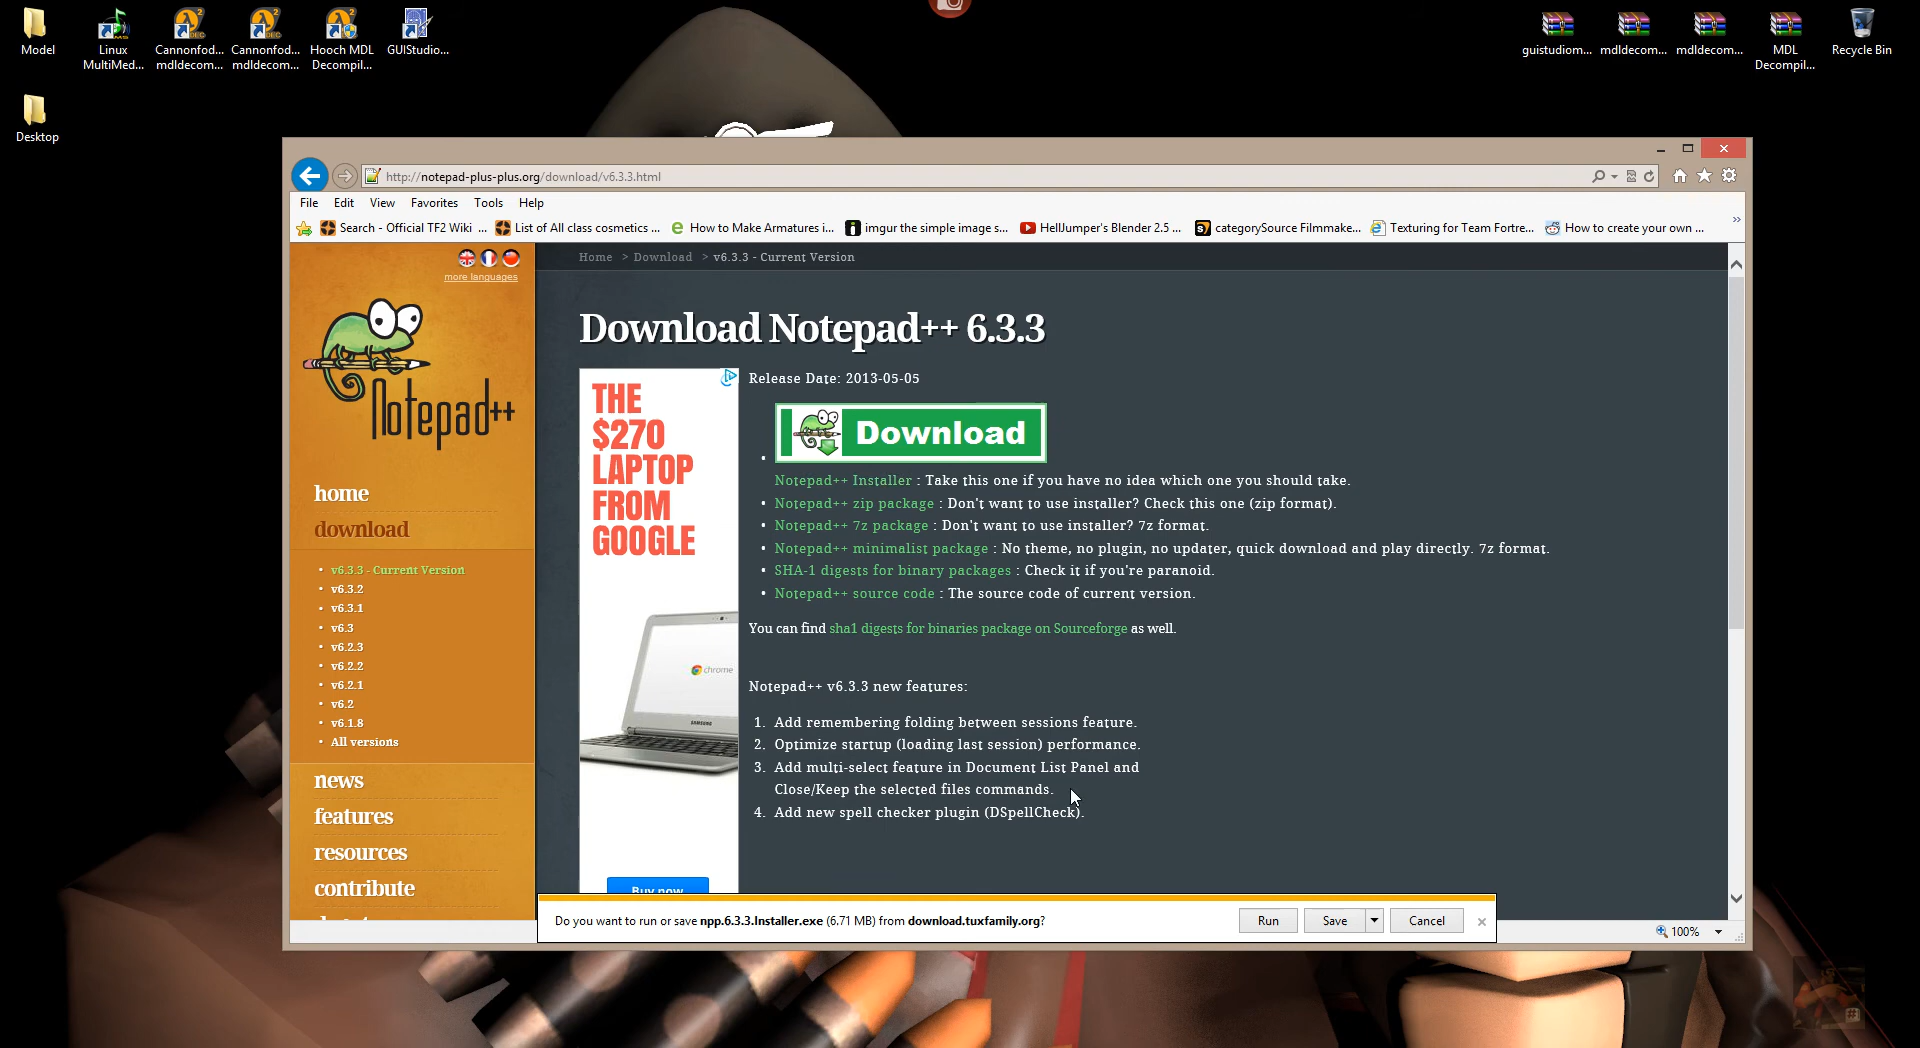 Model
Linux
MultiMed...
Cannonfod...
mdldecom...
Cannonfod...
mdldecom...
Hooch MDL
Decompil...
GUIStudio...
guistudiom...
mdldecom...
mdldecom...
MDL
Decompil...
Recycle Bin
Desktop
http://notepad-plus-plus.org/download/v6.3.3.html
File Edit View Favorites Tools Help
Search - Official TF2 Wiki ...
List of All class cosmetics ...
How to Make Armatures i...
imgur the simple image s...
HellJumper's Blender 2.5 ...
categorySource Filmmake...
Texturing for Team Fortre...
How to create your own ...
more languages
Notepad++
home
download
• v6.3.3 - Current Version
• v6.3.2
• v6.3.1
• v6.3
• v6.2.3
• v6.2.2
• v6.2.1
• v6.2
• v6.1.8
• All versions
news
features
resources
contribute
Home > Download > v6.3.3 - Current Version
Download Notepad++ 6.3.3
THE
$270
LAPTOP
FROM
GOOGLE
chrome
SAMSUNG
Buy now
Release Date: 2013-05-05
Download
Notepad++ Installer : Take this one if you have no idea which one you should take.
• Notepad++ zip package : Don't want to use installer? Check this one (zip format).
• Notepad++ 7z package : Don't want to use installer? 7z format.
• Notepad++ minimalist package : No theme, no plugin, no updater, quick download and play directly. 7z format.
• SHA-1 digests for binary packages : Check it if you're paranoid.
• Notepad++ source code : The source code of current version.
You can find sha1 digests for binaries package on Sourceforge as well.
Notepad++ v6.3.3 new features:
1. Add remembering folding between sessions feature.
2. Optimize startup (loading last session) performance.
3. Add multi-select feature in Document List Panel and
Close/Keep the selected files commands.
4. Add new spell checker plugin (DSpellCheck).
Do you want to run or save npp.6.3.3.Installer.exe (6.71 MB) from download.tuxfamily.org?
Run
Save
Cancel
100%